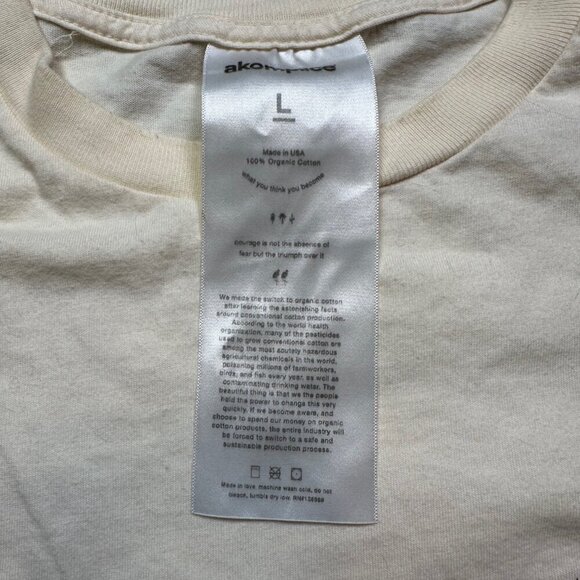 akomplice
L
Made in USA
100% Organic Cotton
what you think you become
courage is not the absence of
fear but the triumph over it
We made the switch to organic cotton
after learning the astonishing facts
around conventional cotton production.
According to the world health
organization, many of the pesticides
used to grow conventional cotton are
among the most acutely hazardous
agricultural chemicals in the world,
poisoning millions of farmworkers,
birds, and fish every year, as well as
contaminating drinking water. The
beautiful thing is that we the people
hold the power to change this very
quickly. If we become aware, and
choose to spend our money on organic
cotton products, the entire industry will
be forced to switch to a safe and
sustainable production process.
Made in love. machine wash cold, do not
bleach, tumble dry low.